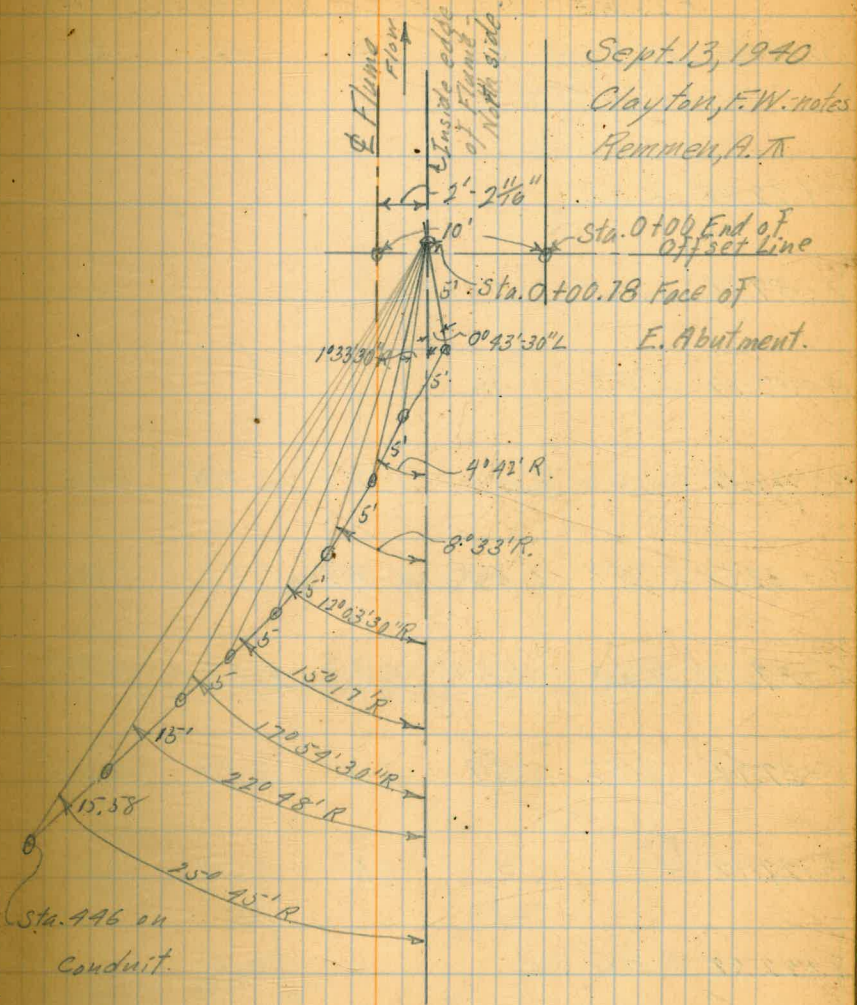 ℄ Flume
Flow
Inside edge
of Flume-
North side.
Sept. 13, 1940
Clayton, F.W.-notes
Remmen, A. ⊼
2'-2 11/16"
10'
Sta. 0+00 End of
Offset Line
5'
Sta. 0+00.78 Face of
E. Abutment.
0°43'-30"L
1°33'30"R
5'
5'
4°42' R.
5'
8°33'R.
5'
12°03'30"R
5
15°17'R
5
17°54'30"R
15'
22°48' R
15.58
25°
45' R
Sta. 446 on
Conduit.